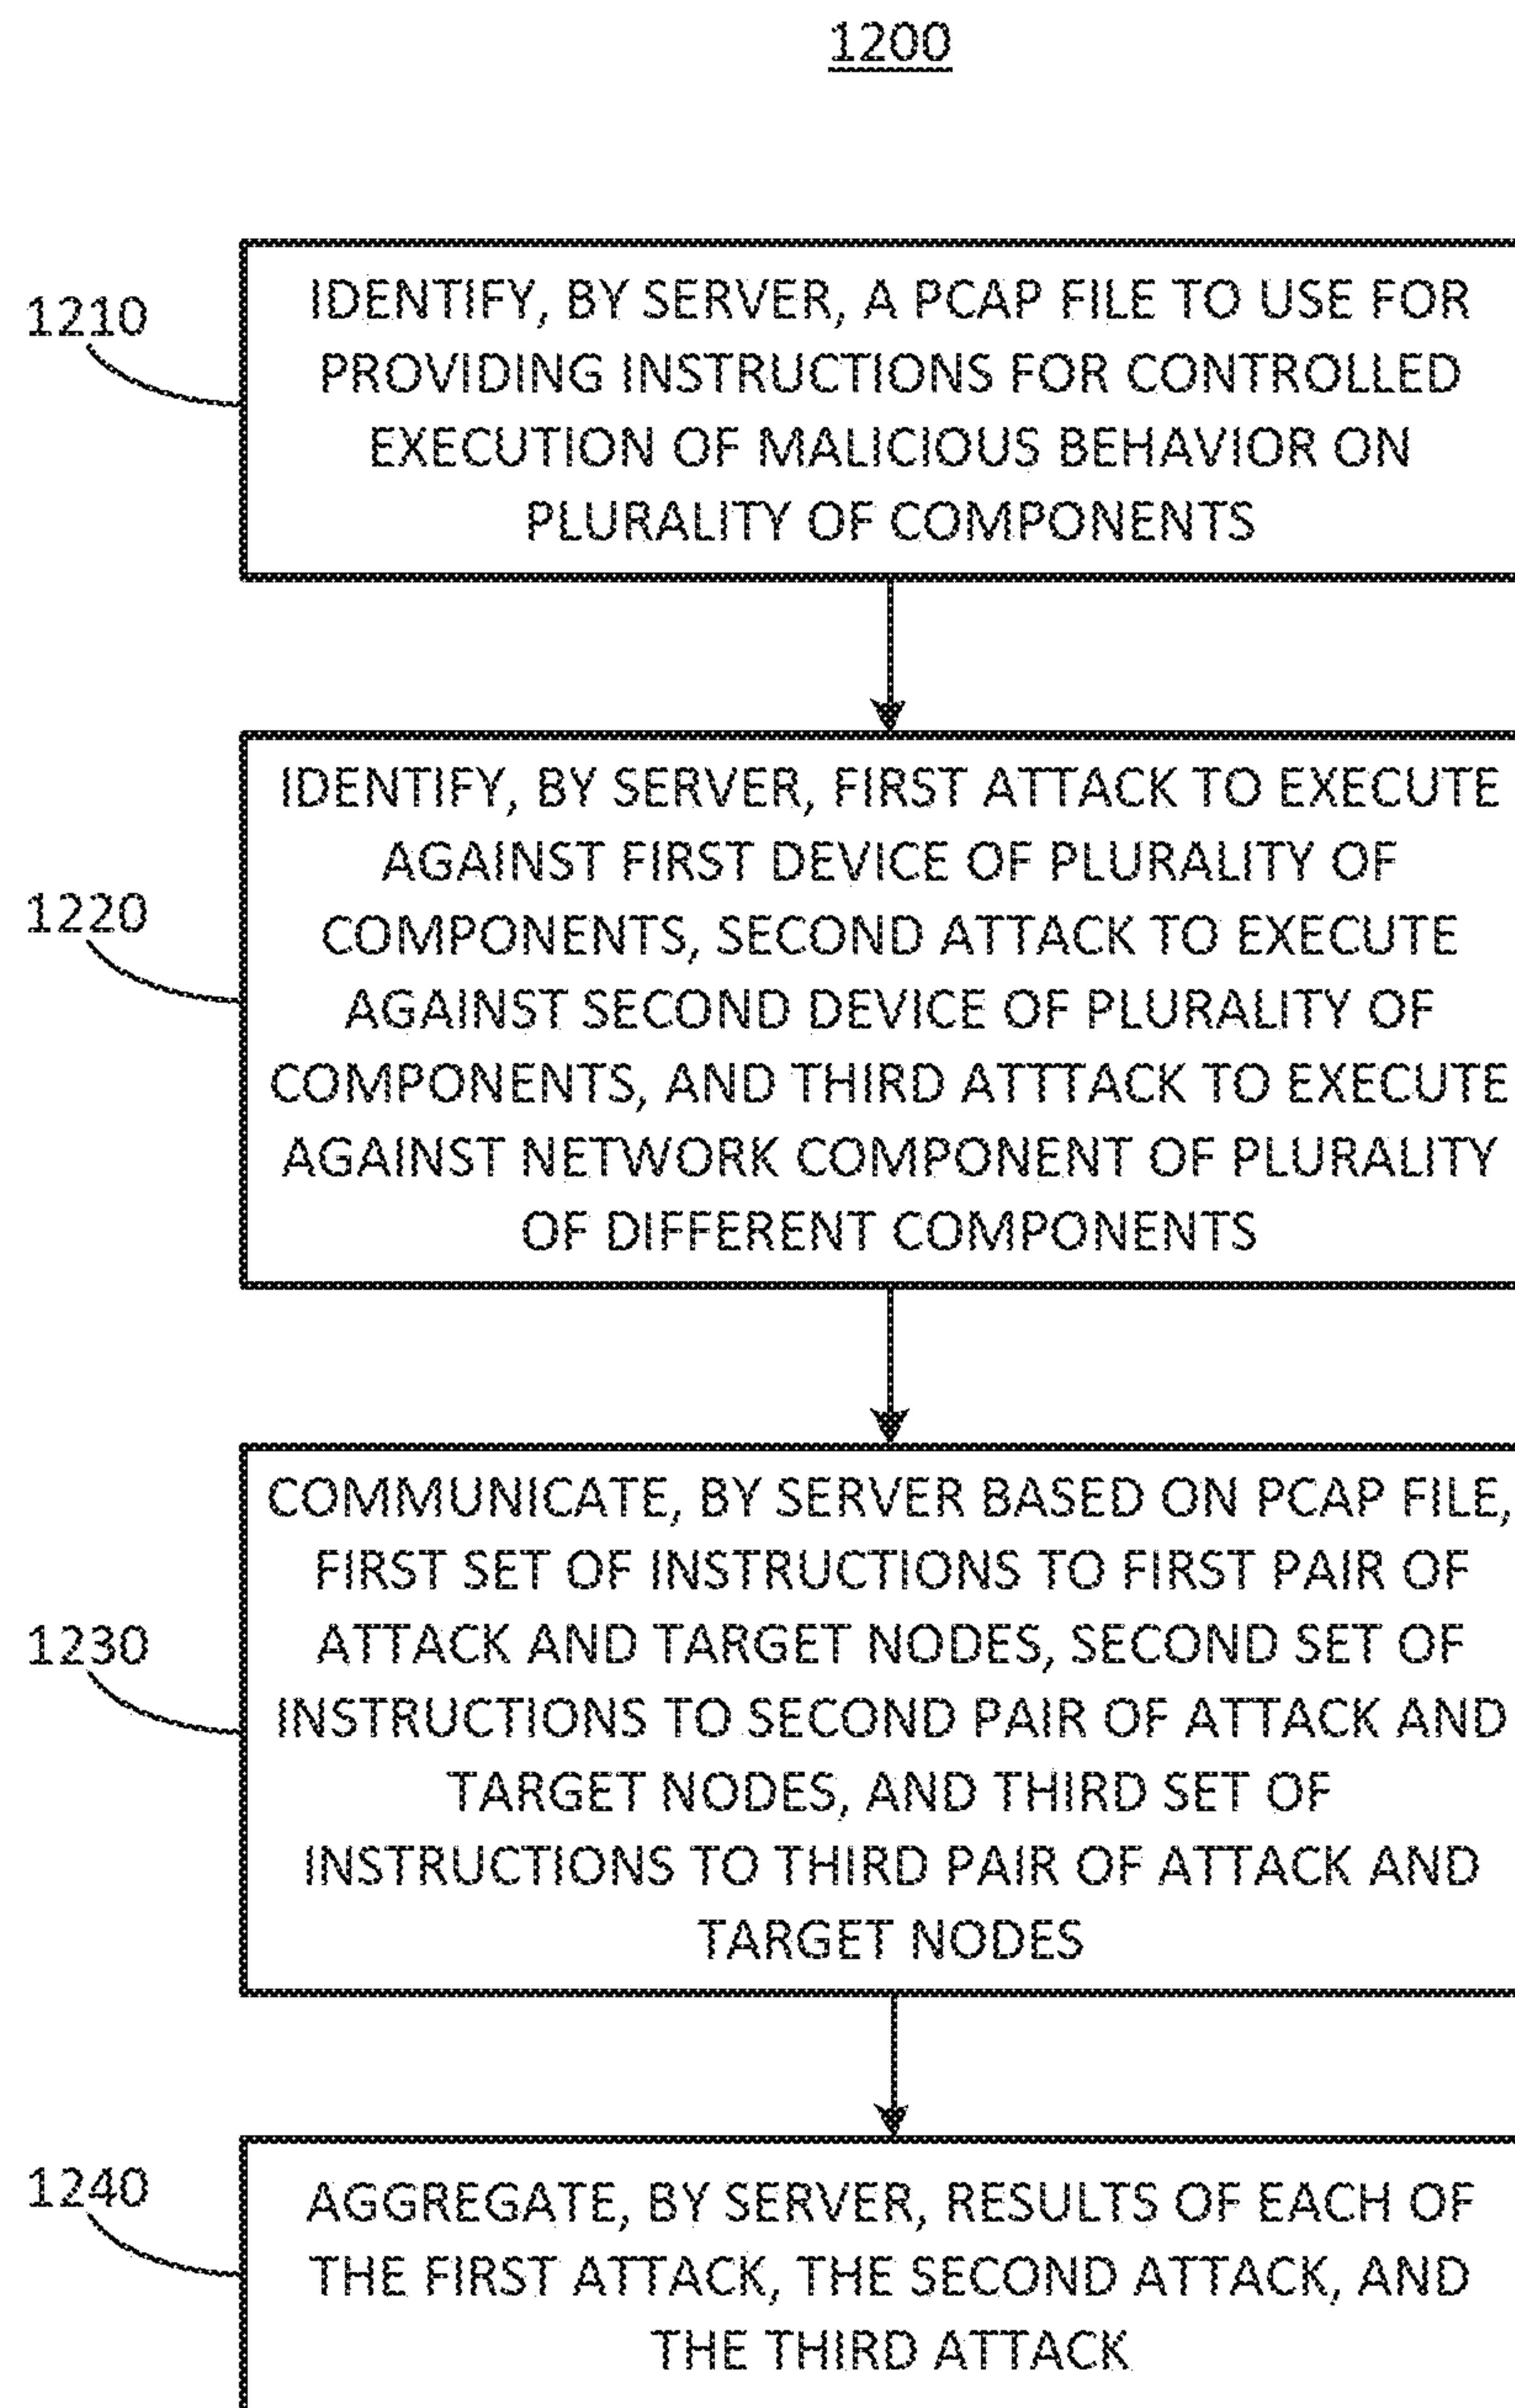 1200
1210
IDENTIFY, BY SERVER, A PCAP FILE TO USE FOR
PROVIDING INSTRUCTIONS FOR CONTROLLED
EXECUTION OF MALICIOUS BEHAVIOR ON
PLURALITY OF COMPONENTS
1220
IDENTIFY, BY SERVER, FIRST ATTACK TO EXECUTE
AGAINST FIRST DEVICE OF PLURALITY OF
COMPONENTS, SECOND ATTACK TO EXECUTE
AGAINST SECOND DEVICE OF PLURALITY OF
COMPONENTS, AND THIRD ATTTACK TO EXECUTE
AGAINST NETWORK COMPONENT OF PLURALITY
OF DIFFERENT COMPONENTS
1230
COMMUNICATE, BY SERVER BASED ON PCAP FILE,
FIRST SET OF INSTRUCTIONS TO FIRST PAIR OF
ATTACK AND TARGET NODES, SECOND SET OF
INSTRUCTIONS TO SECOND PAIR OF ATTACK AND
TARGET NODES, AND THIRD SET OF
INSTRUCTIONS TO THIRD PAIR OF ATTACK AND
TARGET NODES
1240
AGGREGATE, BY SERVER, RESULTS OF EACH OF
THE FIRST ATTACK, THE SECOND ATTACK, AND
THE THIRD ATTACK